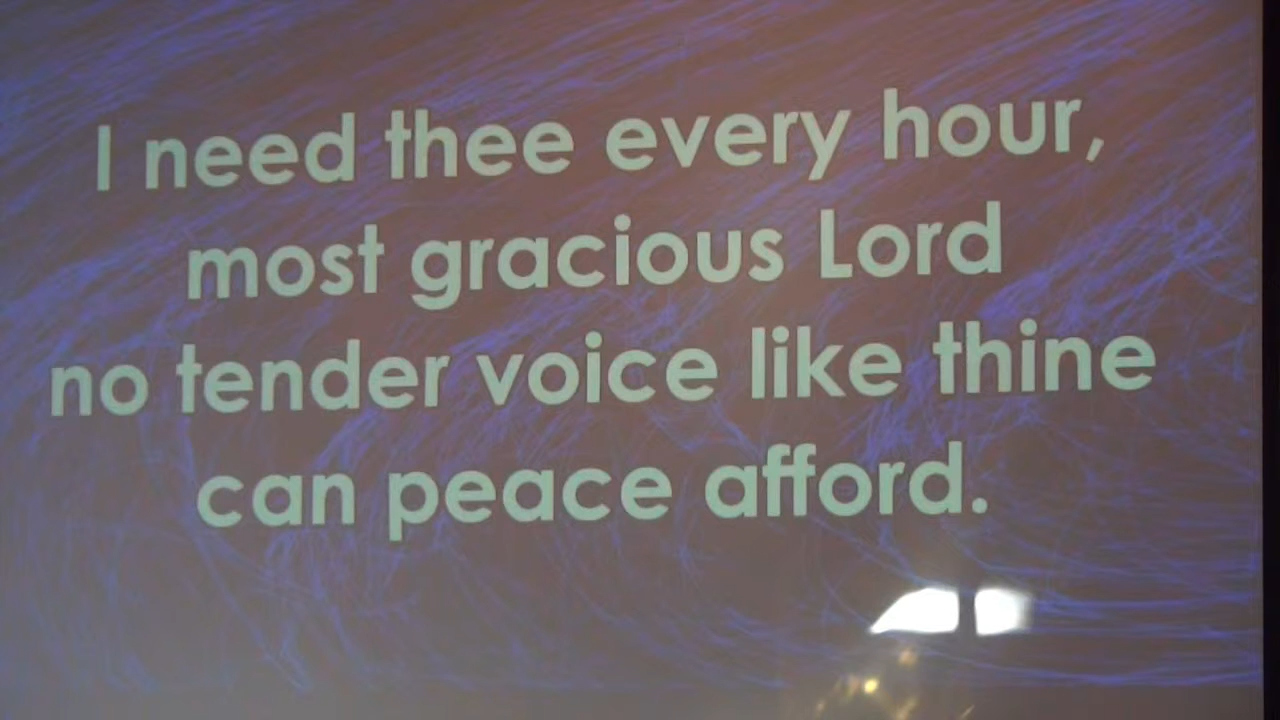 I need thee every hour,
most gracious Lord
no tender voice like thine
can peace afford.